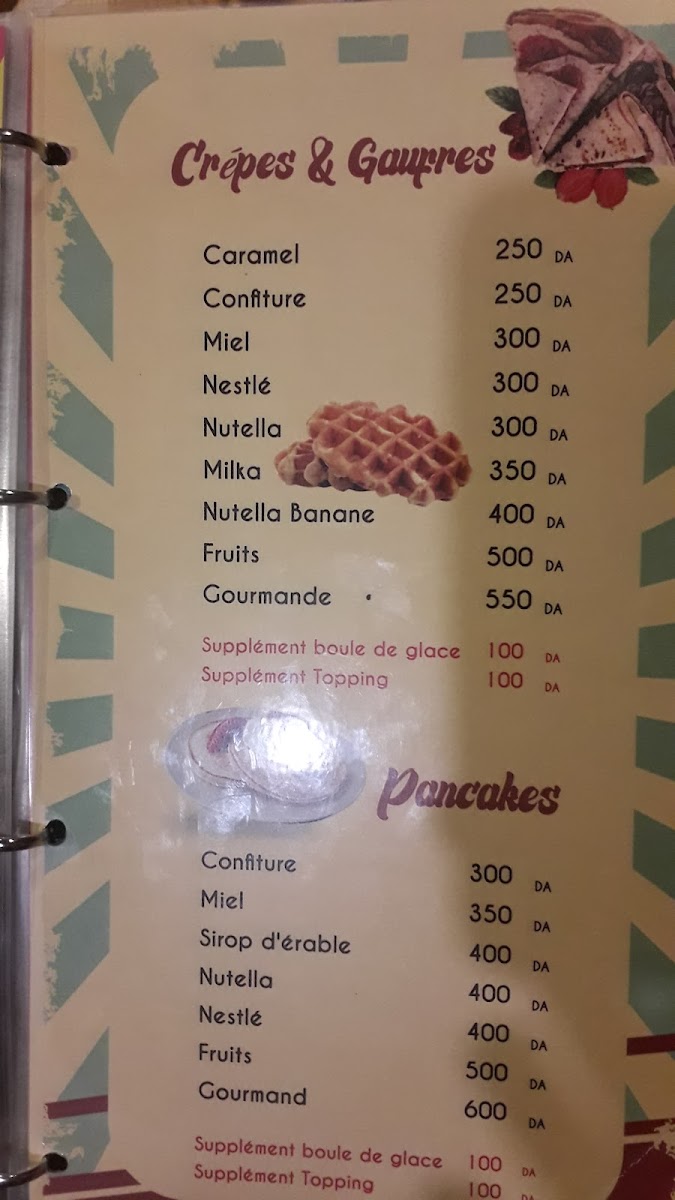 Crépes & Gaufres
Caramel 250 DA
Confiture 250 DA
Miel 300 DA
Nestlé 300 DA
Nutella 300 DA
Milka 350 DA
Nutella Banane 400 DA
Fruits 500 DA
Gourmande 550 DA
Supplément boule de glace 100 DA
Supplément Topping 100 DA
Pancakes
Confiture 300 DA
Miel 350 DA
Sirop d'érable 400 DA
Nutella 400 DA
Nestlé 400 DA
Fruits 500 DA
Gourmand 600 DA
Supplément boule de glace 100 DA
Supplément Topping 100 DA